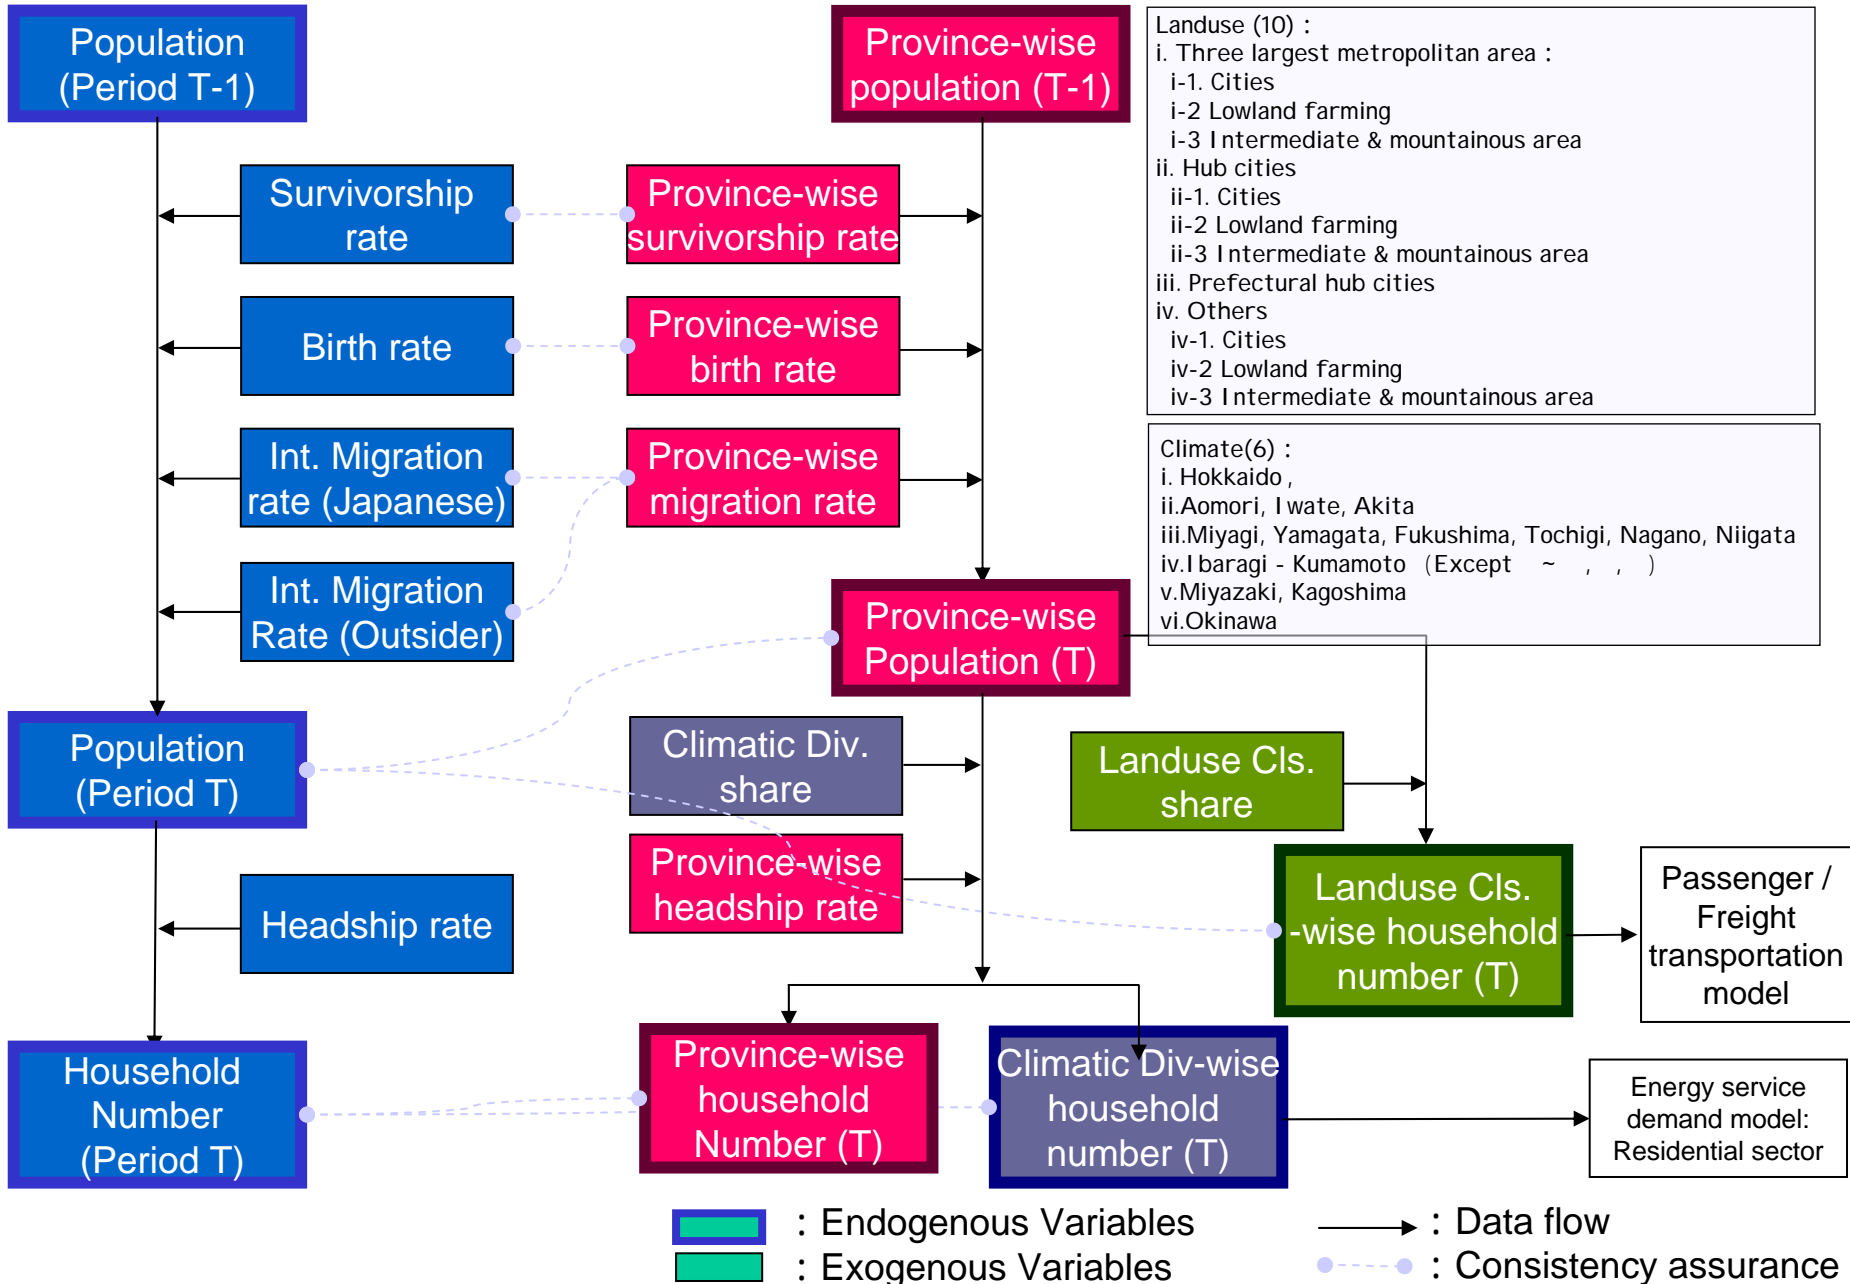 Population
(Period T-1)
Province-wise
population (T-1)
Landuse (10) :
i. Three largest metropolitan area :
i-1. Cities
i-2 Lowland farming
i-3 Intermediate & mountainous area
ii. Hub cities
ii-1. Cities
ii-2 Lowland farming
ii-3 Intermediate & mountainous area
iii. Prefectural hub cities
iv. Others
iv-1. Cities
iv-2 Lowland farming
iv-3 Intermediate & mountainous area
Survivorship
rate
Province-wise
survivorship rate
Birth rate
Province-wise
birth rate
Int. Migration
rate (Japanese)
Province-wise
migration rate
Climate(6) :
i. Hokkaido ,
ii.Aomori, Iwate, Akita
iii.Miyagi, Yamagata, Fukushima, Tochigi, Nagano, Niigata
iv.Ibaragi - Kumamoto (Except ~ , , )
v.Miyazaki, Kagoshima
vi.Okinawa
Int. Migration
Rate (Outsider)
Province-wise
Population (T)
Population
(Period T)
Climatic Div.
share
Landuse Cls.
share
Province-wise
headship rate
Headship rate
Landuse Cls.
-wise household
number (T)
Passenger /
Freight
transportation
model
Household
Number
(Period T)
Province-wise
household
Number (T)
Climatic Div-wise
household
number (T)
Energy service
demand model:
Residential sector
: Endogenous Variables
: Data flow
: Exogenous Variables
: Consistency assurance